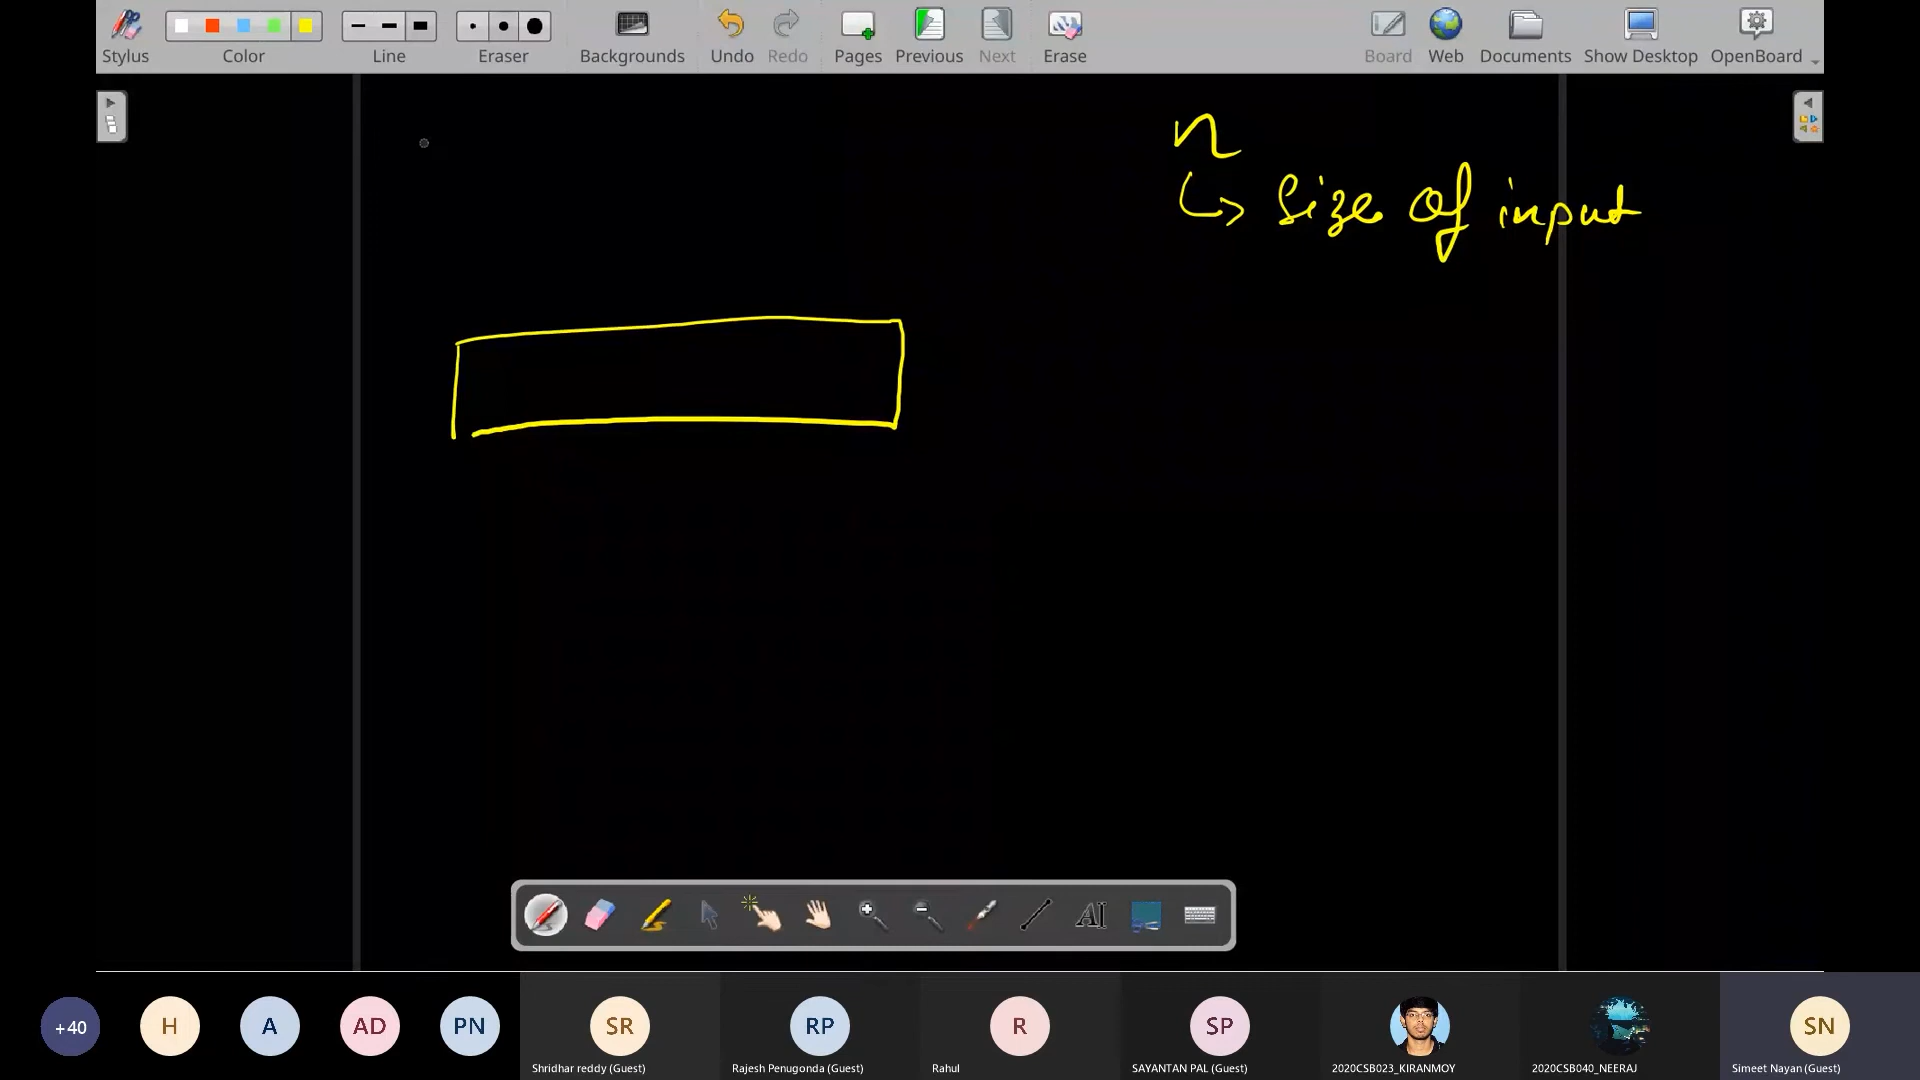 Stylus Color Line Eraser Backgrounds Undo Redo Pages Previous Next Erase Board Web Documents Show Desktop OpenBoard
n
↳ Size of input
AI
+40 H A AD PN SR RP R SP SN
Shridhar reddy (Guest) Rajesh Penugonda (Guest) Rahul SAYANTAN PAL (Guest) 2020CSB023_KIRANMOY 2020CSB040_NEERAJ Simeet Nayan (Guest)